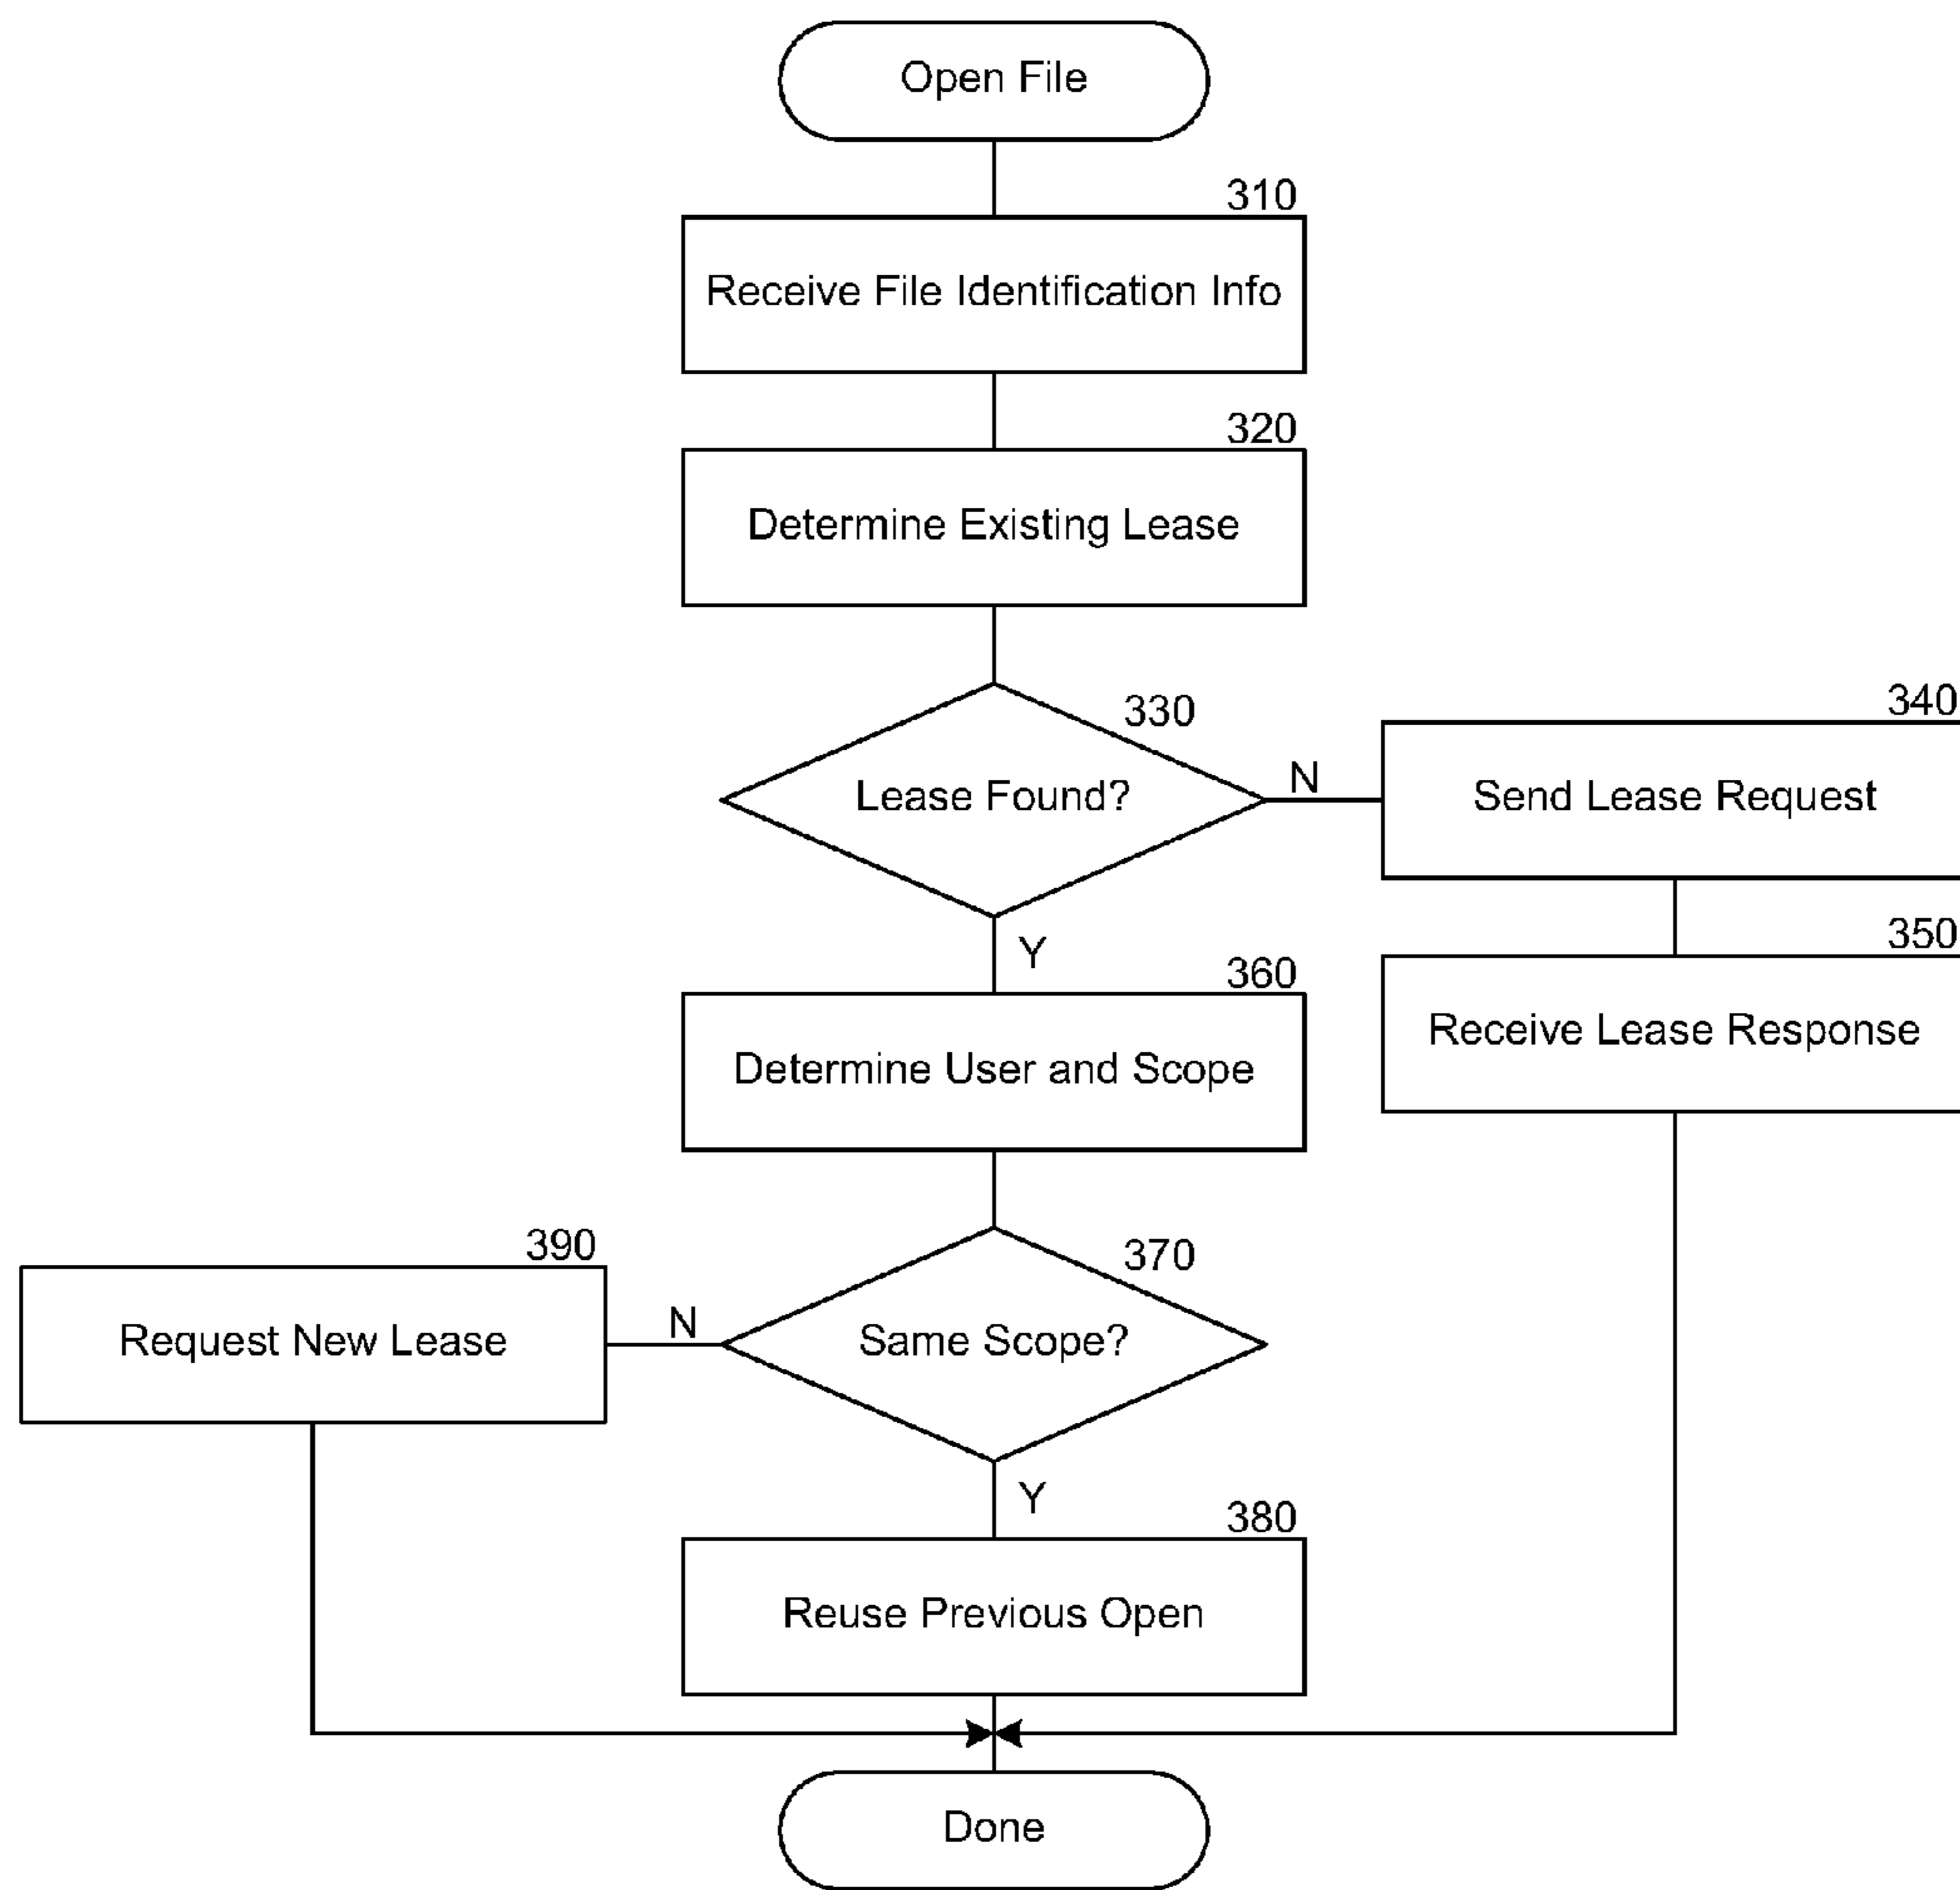 Open File
310
Receive File Identification Info
320
Determine Existing Lease
330
Lease Found?
N
340
Send Lease Request
350
Receive Lease Response
Y
360
Determine User and Scope
370
Same Scope?
N
390
Request New Lease
Y
380
Reuse Previous Open
Done